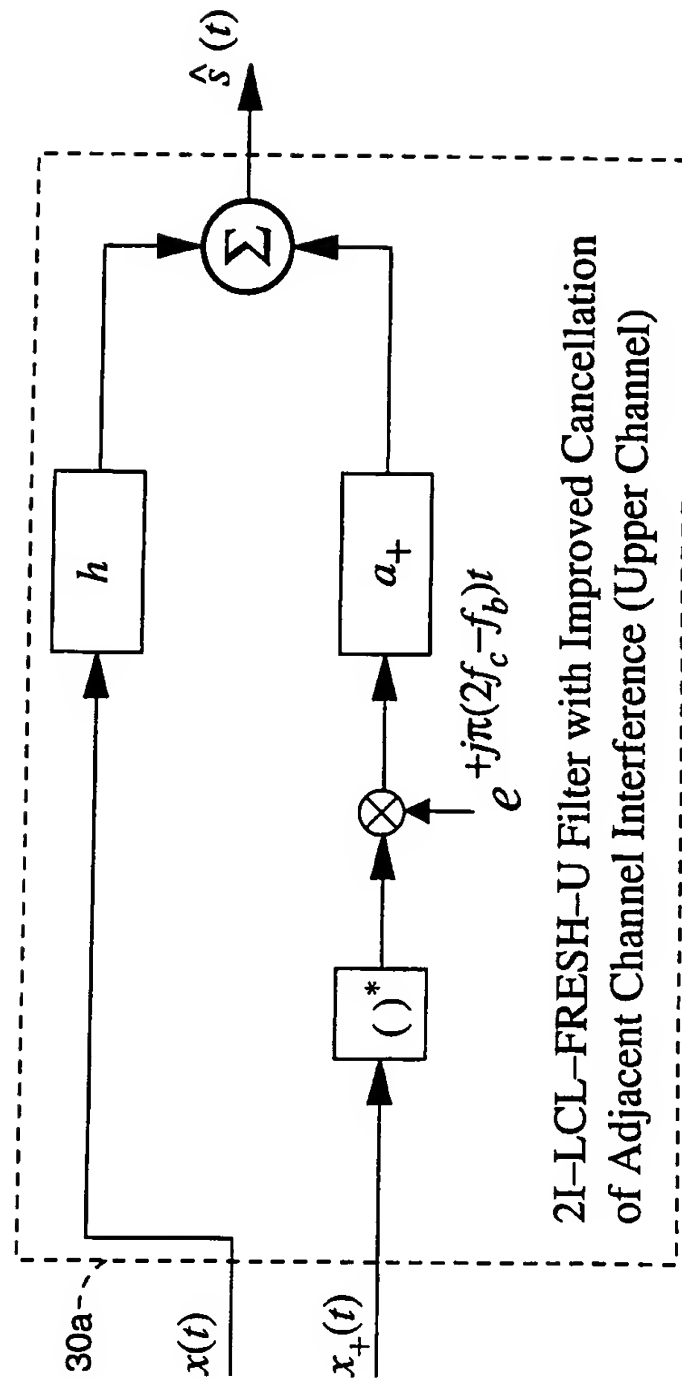 30a
x(t)
x₊(t)
h
( )*
⊗
e^{+jπ(2f_c–f_b)t}
a₊
Σ
ŝ(t)
2I–LCL–FRESH–U Filter with Improved Cancellation
of Adjacent Channel Interference (Upper Channel)